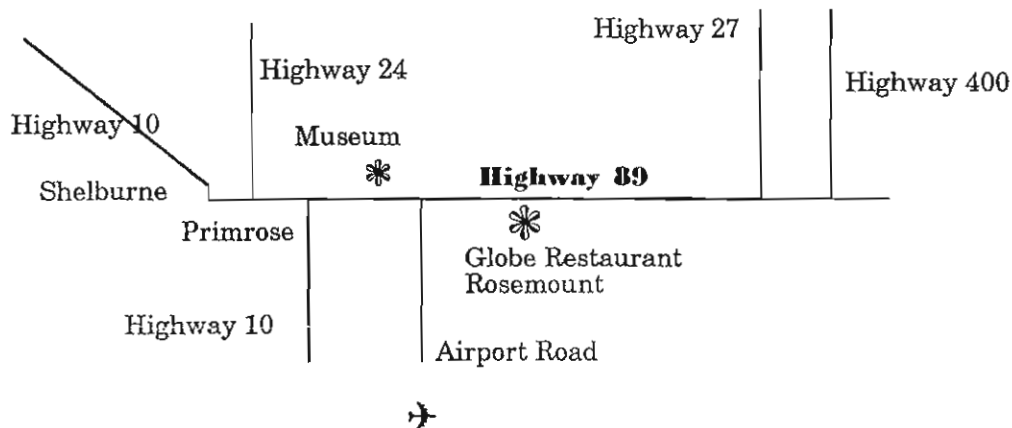 Highway 27
Highway 24
Highway 400
Highway 10
Museum
Highway 89
Shelburne
Primrose
Globe Restaurant
Rosemount
Highway 10
Airport Road